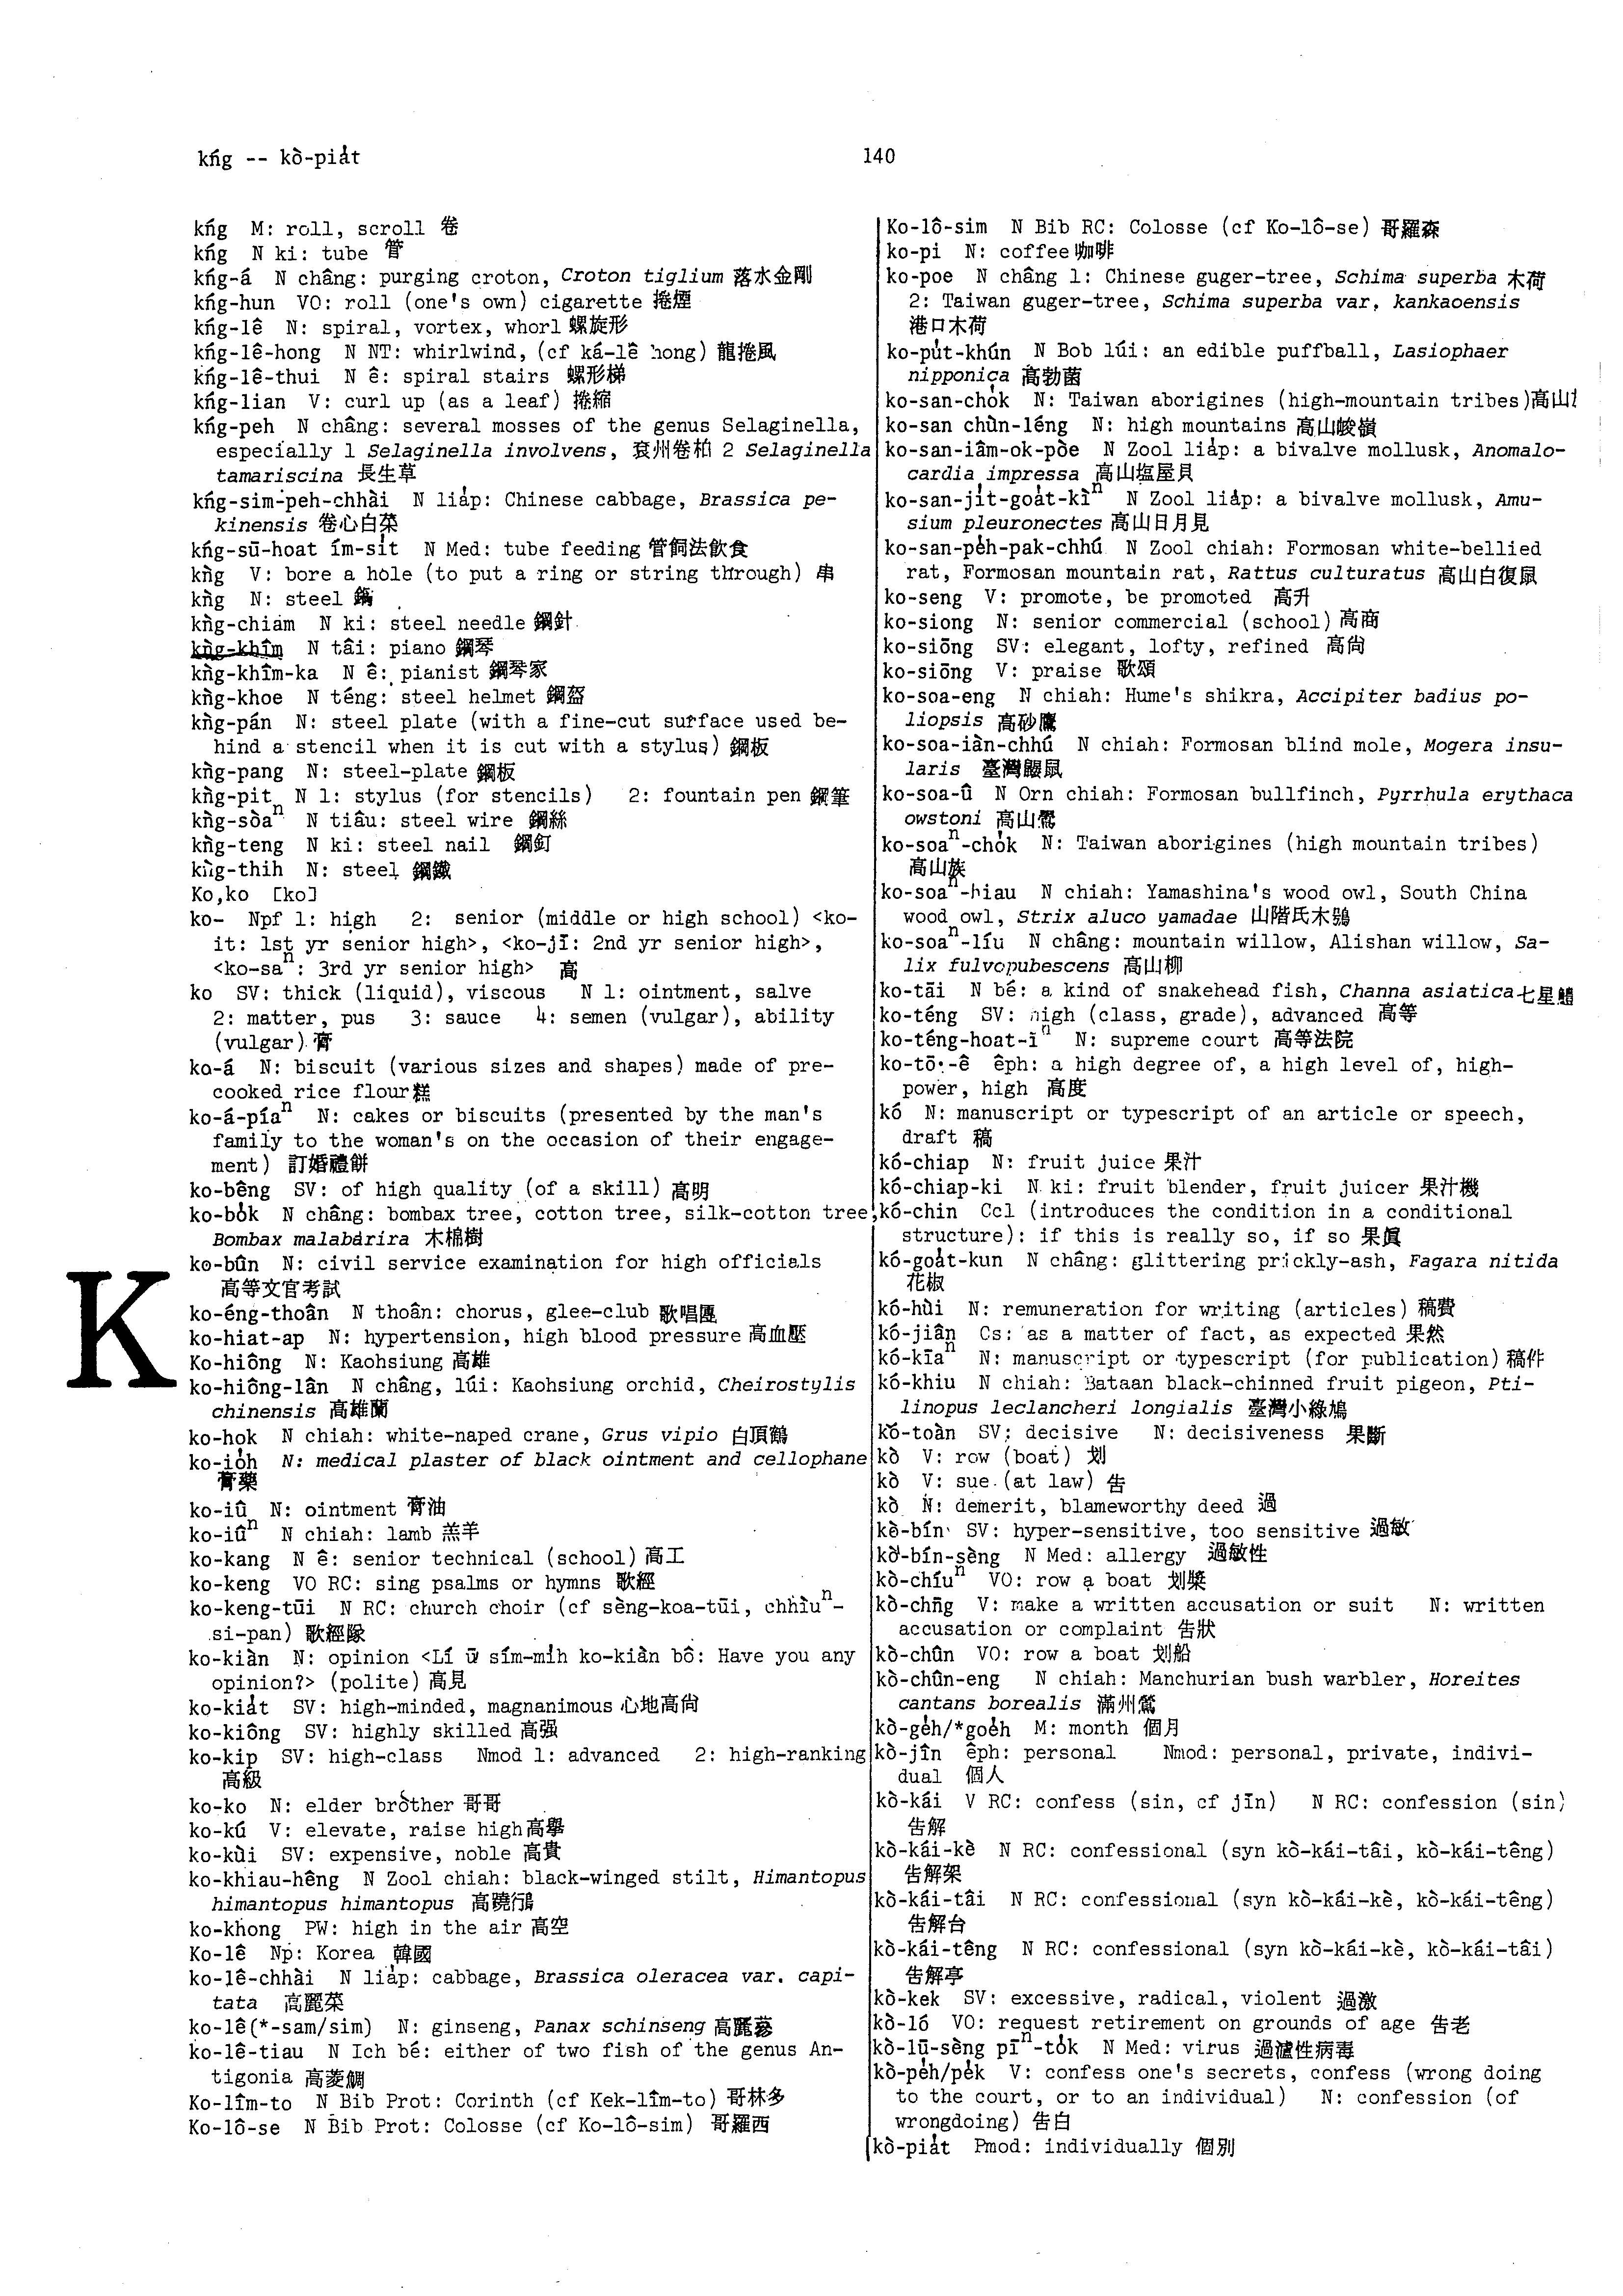 kńg -- kò-pia̍t
140
kńg M: roll, scroll 卷
kńg N ki: tube 管
kńg-á N châng: purging croton, Croton tiglium 落水金剛
kńg-hun VO: roll (one's own) cigarette 捲煙
kńg-lê N: spiral, vortex, whorl 螺旋形
kńg-lê-hong N NT: whirlwind, (cf ká-lê hong) 龍捲風
kńg-lê-thui N ê: spiral stairs 螺形梯
kńg-lian V: curl up (as a leaf) 捲縮
kńg-peh N châng: several mosses of the genus Selaginella,
especially 1 Selaginella involvens, 兗州卷柏 2 Selaginella
tamariscina 長生草
kńg-sim-peh-chhài N lia̍p: Chinese cabbage, Brassica pe-
kinensis 卷心白菜
kńg-sū-hoat ím-si̍t N Med: tube feeding 管飼法飲食
kǹg V: bore a hole (to put a ring or string through) 串
kǹg N: steel 鋼
kǹg-chiam N ki: steel needle 鋼針
kǹg-khîm N tâi: piano 鋼琴
kǹg-khîm-ka N ê: pianist 鋼琴家
kǹg-khoe N téng: steel helmet 鋼盔
kǹg-pán N: steel plate (with a fine-cut surface used be-
hind a stencil when it is cut with a stylus) 鋼板
kǹg-pang N: steel-plate 鋼板
kǹg-pit N 1: stylus (for stencils) 2: fountain pen 鋼筆
kǹg-sòaⁿ N tiâu: steel wire 鋼絲
kǹg-teng N ki: steel nail 鋼釘
kǹg-thih N: steel 鋼鐵
Ko,ko [ko]
ko- Npf 1: high 2: senior (middle or high school) <ko-
it: 1st yr senior high>, <ko-jī: 2nd yr senior high>,
<ko-saⁿ: 3rd yr senior high> 高
ko SV: thick (liquid), viscous N 1: ointment, salve
2: matter, pus 3: sauce 4: semen (vulgar), ability
(vulgar) 膏
ko-á N: biscuit (various sizes and shapes) made of pre-
cooked rice flour 糕
ko-á-píaⁿ N: cakes or biscuits (presented by the man's
family to the woman's on the occasion of their engage-
ment) 訂婚禮餅
ko-bêng SV: of high quality (of a skill) 高明
ko-bo̍k N châng: bombax tree, cotton tree, silk-cotton tree,
Bombax malabarira 木棉樹
ko-bûn N: civil service examination for high officials
高等文官考試
K
ko-éng-thoân N thoân: chorus, glee-club 歌唱團
ko-hiat-ap N: hypertension, high blood pressure 高血壓
Ko-hiông N: Kaohsiung 高雄
ko-hiông-lân N châng, lúi: Kaohsiung orchid, Cheirostylis
chinensis 高雄蘭
ko-hok N chiah: white-naped crane, Grus vipio 白頂鶴
ko-io̍h N: medical plaster of black ointment and cellophane
膏藥
ko-iû N: ointment 膏油
ko-iûⁿ N chiah: lamb 羔羊
ko-kang N ê: senior technical (school) 高工
ko-keng VO RC: sing psalms or hymns 歌經
ko-keng-tūi N RC: church choir (cf sèng-koa-tūi, chhìuⁿ-
si-pan) 歌經隊
ko-kiàn N: opinion <Lí ū sím-mi̍h ko-kiàn bô: Have you any
opinion?> (polite) 高見
ko-kia̍t SV: high-minded, magnanimous 心地高尚
ko-kiông SV: highly skilled 高强
ko-kip SV: high-class Nmod 1: advanced 2: high-ranking
高級
ko-ko N: elder brother 哥哥
ko-kú V: elevate, raise high 高擧
ko-kùi SV: expensive, noble 高貴
ko-khiau-hêng N Zool chiah: black-winged stilt, Himantopus
himantopus himantopus 高蹺行鳥
ko-khong PW: high in the air 高空
Ko-lê Np: Korea 韓國
ko-lê-chhài N lia̍p: cabbage, Brassica oleracea var. capi-
tata 高麗菜
ko-lê(*-sam/sim) N: ginseng, Panax schinseng 高麗蔘
ko-lê-tiau N Ich bé: either of two fish of the genus An-
tigonia 高菱鯛
Ko-lîm-to N Bib Prot: Corinth (cf Kek-lîm-to) 哥林多
Ko-lô-se N Bib Prot: Colosse (cf Ko-lô-sim) 哥羅西
Ko-lô-sim N Bib RC: Colosse (cf Ko-lô-se) 哥羅森
ko-pi N: coffee 咖啡
ko-poe N châng 1: Chinese guger-tree, Schima superba 木荷
2: Taiwan guger-tree, Schima superba var. kankaoensis
港口木荷
ko-pu̍t-khún N Bob lúi: an edible puffball, Lasiophaer
nipponica 高勃菌
ko-san-cho̍k N: Taiwan aborigines (high-mountain tribes) 高山
ko-san chùn-léng N: high mountains 高山峻嶺
ko-san-iâm-ok-pòe N Zool lia̍p: a bivalve mollusk, Anomalo-
cardia impressa 高山塩屋貝
ko-san-ji̍t-goa̍t-kìⁿ N Zool lia̍p: a bivalve mollusk, Amu-
sium pleuronectes 高山日月見
ko-san-pe̍h-pak-chhú N Zool chiah: Formosan white-bellied
rat, Formosan mountain rat, Rattus culturatus 高山白復鼠
ko-seng V: promote, be promoted 高升
ko-siong N: senior commercial (school) 高商
ko-siōng SV: elegant, lofty, refined 高尙
ko-siōng V: praise 歌頌
ko-soa-eng N chiah: Hume's shikra, Accipiter badius po-
liopsis 高砂鷹
ko-soa-iàn-chhú N chiah: Formosan blind mole, Mogera insu-
laris 臺灣鼴鼠
ko-soa-û N Orn chiah: Formosan bullfinch, Pyrrhula erythaca
owstoni 高山鷽
ko-soaⁿ-cho̍k N: Taiwan aborigines (high mountain tribes)
高山族
ko-soaⁿ-hiau N chiah: Yamashina's wood owl, South China
wood owl, Strix aluco yamadae 山階氏木鴞
ko-soaⁿ-líu N châng: mountain willow, Alishan willow, Sa-
lix fulvopubescens 高山柳
ko-tāi N bé: a kind of snakehead fish, Channa asiatica 七星鱧
ko-téng SV: high (class, grade), advanced 高等
ko-téng-hoat-īⁿ N: supreme court 高等法院
ko-tō·-ê êph: a high degree of, a high level of, high-
power, high 高度
kó N: manuscript or typescript of an article or speech,
draft 稿
kó-chiap N: fruit juice 果汁
kó-chiap-ki N ki: fruit blender, fruit juicer 果汁機
kó-chin Ccl (introduces the condition in a conditional
structure): if this is really so, if so 果眞
kó-goa̍t-kun N châng: glittering prickly-ash, Fagara nitida
花椒
kó-hùi N: remuneration for writing (articles) 稿費
kó-jiân Cs: as a matter of fact, as expected 果然
kó-kīaⁿ N: manuscript or typescript (for publication) 稿件
kó-khiu N chiah: Bataan black-chinned fruit pigeon, Pti-
linopus leclancheri longialis 臺灣小綠鳩
kó-toàn SV: decisive N: decisiveness 果斷
kò V: row (boat) 划
kò V: sue (at law) 告
kò N: demerit, blameworthy deed 過
kò-bín SV: hyper-sensitive, too sensitive 過敏
kò-bín-sèng N Med: allergy 過敏性
kò-chíuⁿ VO: row a boat 划槳
kò-chn̄g V: make a written accusation or suit N: written
accusation or complaint 告狀
kò-chûn VO: row a boat 划船
kò-chûn-eng N chiah: Manchurian bush warbler, Horeites
cantans borealis 滿州鶯
kò-ge̍h/*goe̍h M: month 個月
kò-jîn êph: personal Nmod: personal, private, indivi-
dual 個人
kò-kái V RC: confess (sin, cf jīn) N RC: confession (sin)
告解
kò-kái-kè N RC: confessional (syn kò-kái-tâi, kò-kái-têng)
告解架
kò-kái-tâi N RC: confessional (syn kò-kái-kè, kò-kái-têng)
告解台
kò-kái-têng N RC: confessional (syn kò-kái-kè, kò-kái-tâi)
告解亭
kò-kek SV: excessive, radical, violent 過激
kò-ló VO: request retirement on grounds of age 告老
kò-lū-sèng pīⁿ-to̍k N Med: virus 過濾性病毒
kò-pe̍h/pe̍k V: confess one's secrets, confess (wrong doing
to the court, or to an individual) N: confession (of
wrongdoing) 告白
kò-pia̍t Pmod: individually 個別